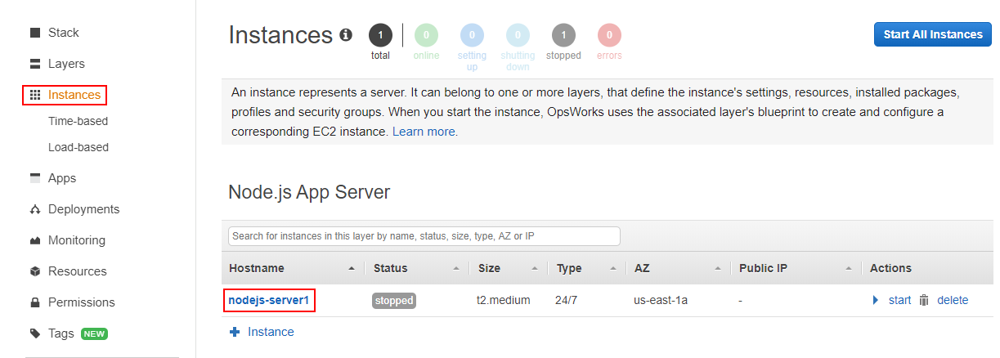 Stack
Layers
Instances
Time-based
Load-based
Apps
Deployments
Monitoring
Resources
Permissions
Tags NEW
Instances
1 0 0 0 1 0
total online setting up shutting down stopped errors
Start All Instances
An instance represents a server. It can belong to one or more layers, that define the instance's settings, resources, installed packages,
profiles and security groups. When you start the instance, OpsWorks uses the associated layer's blueprint to create and configure a
corresponding EC2 instance. Learn more.
Node.js App Server
Search for instances in this layer by name, status, size, type, AZ or IP
Hostname Status Size Type AZ Public IP Actions
nodejs-server1 stopped t2.medium 24/7 us-east-1a - start delete
Instance